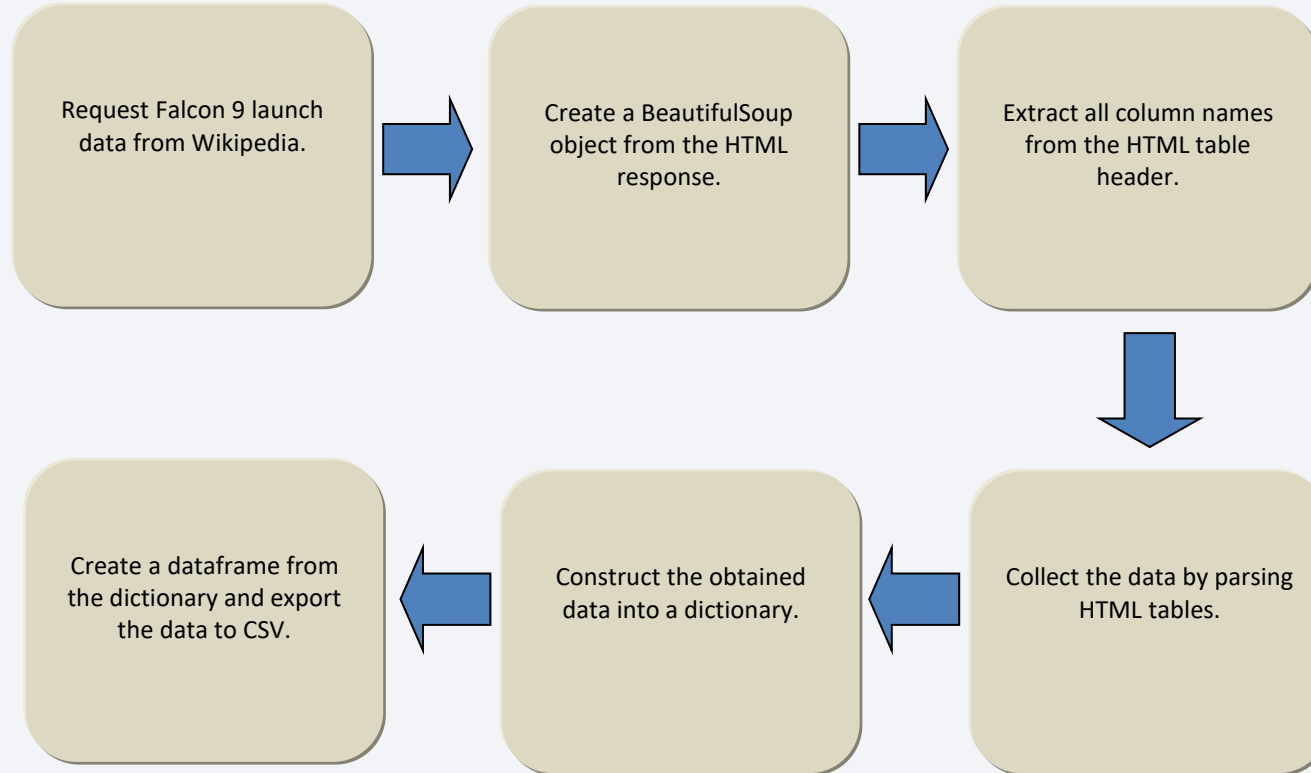 Request Falcon 9 launch
data from Wikipedia.
Create a BeautifulSoup
object from the HTML
response.
Extract all column names
from the HTML table
header.
Collect the data by parsing
HTML tables.
Construct the obtained
data into a dictionary.
Create a dataframe from
the dictionary and export
the data to CSV.